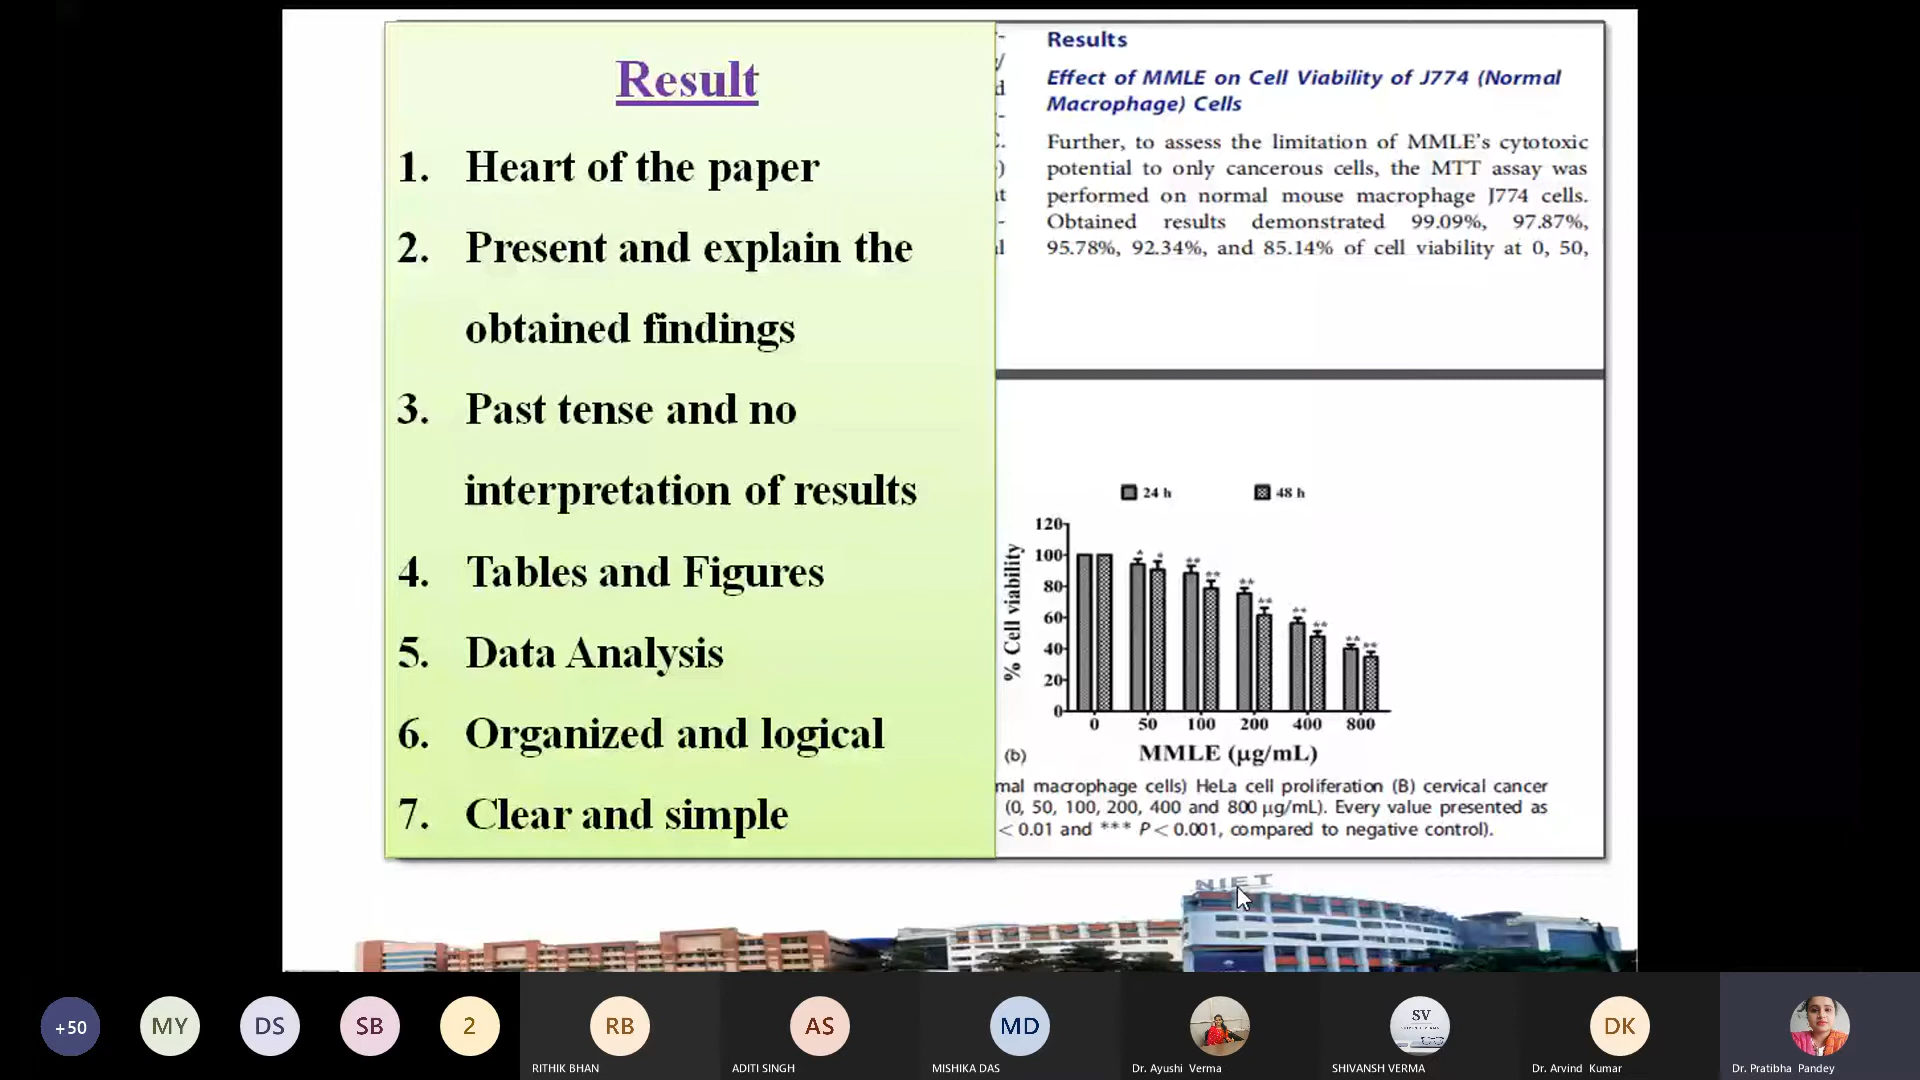 Result
1. Heart of the paper
2. Present and explain the
obtained findings
3. Past tense and no
interpretation of results
4. Tables and Figures
5. Data Analysis
6. Organized and logical
7. Clear and simple
Results
Effect of MMLE on Cell Viability of J774 (Normal
Macrophage) Cells
Further, to assess the limitation of MMLE's cytotoxic
potential to only cancerous cells, the MTT assay was
performed on normal mouse macrophage J774 cells.
Obtained results demonstrated 99.09%, 97.87%,
95.78%, 92.34%, and 85.14% of cell viability at 0, 50,
24 h 48 h
% Cell viability
120
100
80
60
40
20
0
* * ** ** ** ** ** ** ** **
0 50 100 200 400 800
(b) MMLE (µg/mL)
mal macrophage cells) HeLa cell proliferation (B) cervical cancer
(0, 50, 100, 200, 400 and 800 µg/mL). Every value presented as
< 0.01 and *** P < 0.001, compared to negative control).
NIET
+50 MY DS SB 2 RB AS MD SV DK
RITHIK BHAN ADITI SINGH MISHIKA DAS Dr. Ayushi Verma SHIVANSH VERMA Dr. Arvind Kumar Dr. Pratibha Pandey